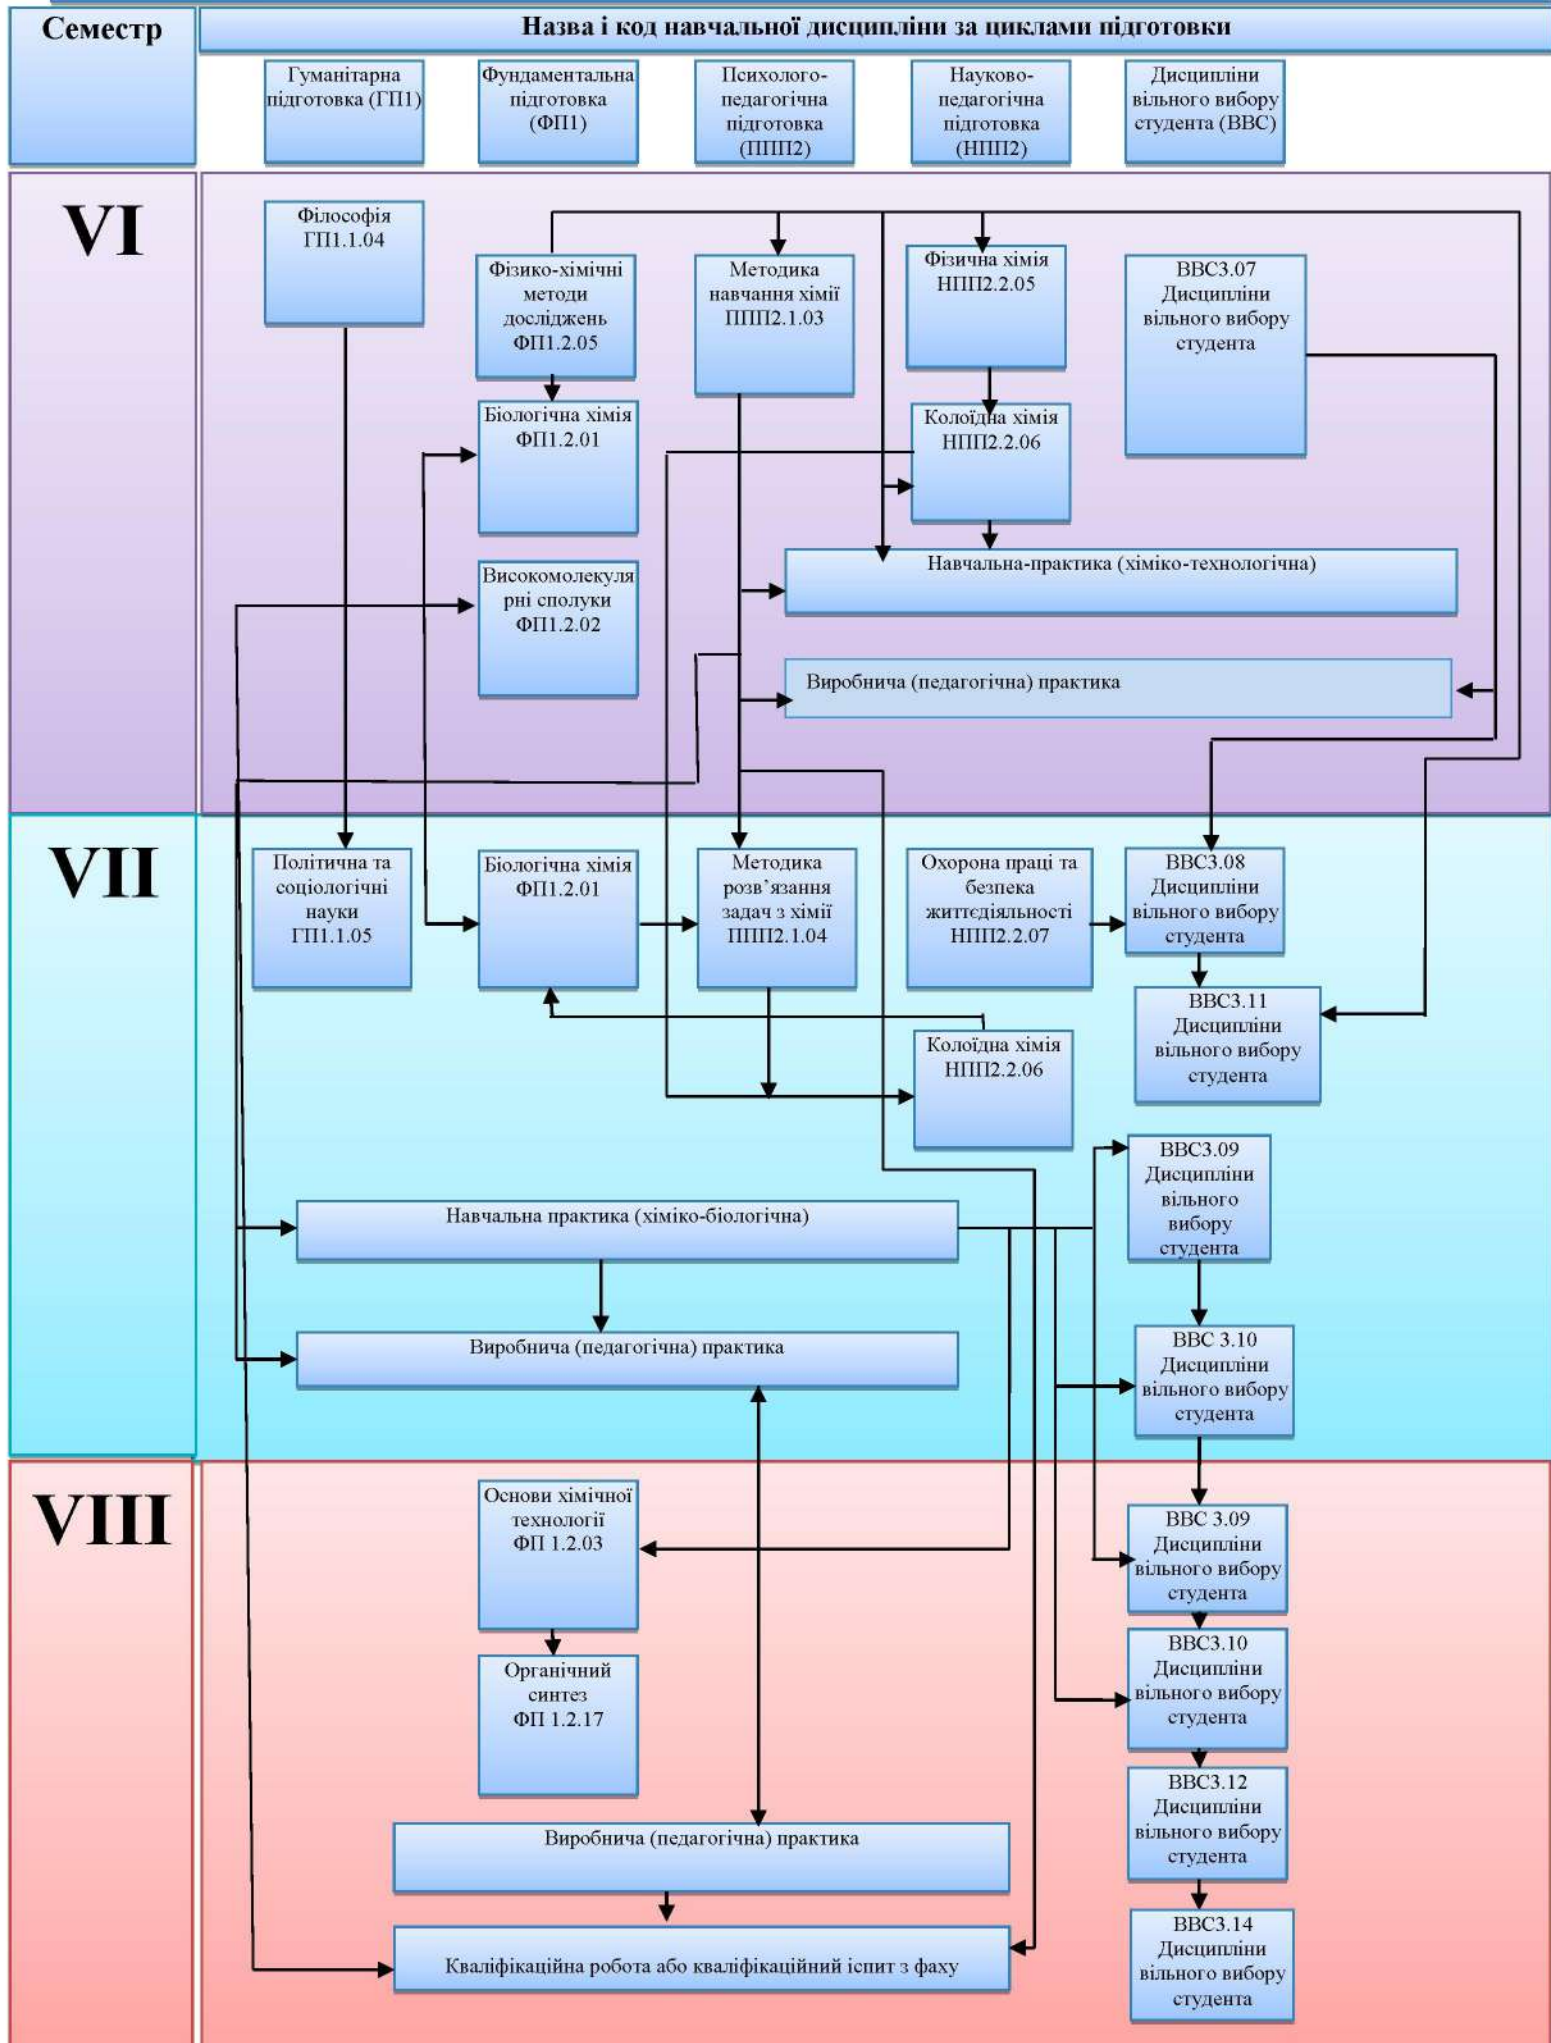 Семестр
Назва і код навчальної дисципліни за циклами підготовки
Гуманітарна
підготовка (ГП1)
Фундаментальна
підготовка
(ФП1)
Психолого-
педагогічна
підготовка
(ППП2)
Науково-
педагогічна
підготовка
(НПП2)
Дисципліни
вільного вибору
студента (ВВС)
VI
Філософія
ГП1.1.04
Фізико-хімічні
методи
досліджень
ФП1.2.05
Методика
навчання хімії
ППП2.1.03
Фізична хімія
НПП2.2.05
ВВС3.07
Дисципліни
вільного вибору
студента
Біологічна хімія
ФП1.2.01
Колоїдна хімія
НПП2.2.06
Високомолекуля
рні сполуки
ФП1.2.02
Навчальна-практика (хіміко-технологічна)
Виробнича (педагогічна) практика
VII
Політична та
соціологічні
науки
ГП1.1.05
Біологічна хімія
ФП1.2.01
Методика
розв’язання
задач з хімії
ППП2.1.04
Охорона праці та
безпека
життєдіяльності
НПП2.2.07
ВВС3.08
Дисципліни
вільного вибору
студента
ВВС3.11
Дисципліни
вільного вибору
студента
Колоїдна хімія
НПП2.2.06
ВВС3.09
Дисципліни
вільного
вибору
студента
Навчальна практика (хіміко-біологічна)
Виробнича (педагогічна) практика
ВВС 3.10
Дисципліни
вільного вибору
студента
VIII
Основи хімічної
технології
ФП 1.2.03
ВВС 3.09
Дисципліни
вільного вибору
студента
Органічний
синтез
ФП 1.2.17
ВВС3.10
Дисципліни
вільного вибору
студента
ВВС3.12
Дисципліни
вільного вибору
студента
Виробнича (педагогічна) практика
ВВС3.14
Дисципліни
вільного вибору
студента
Кваліфікаційна робота або кваліфікаційний іспит з фаху